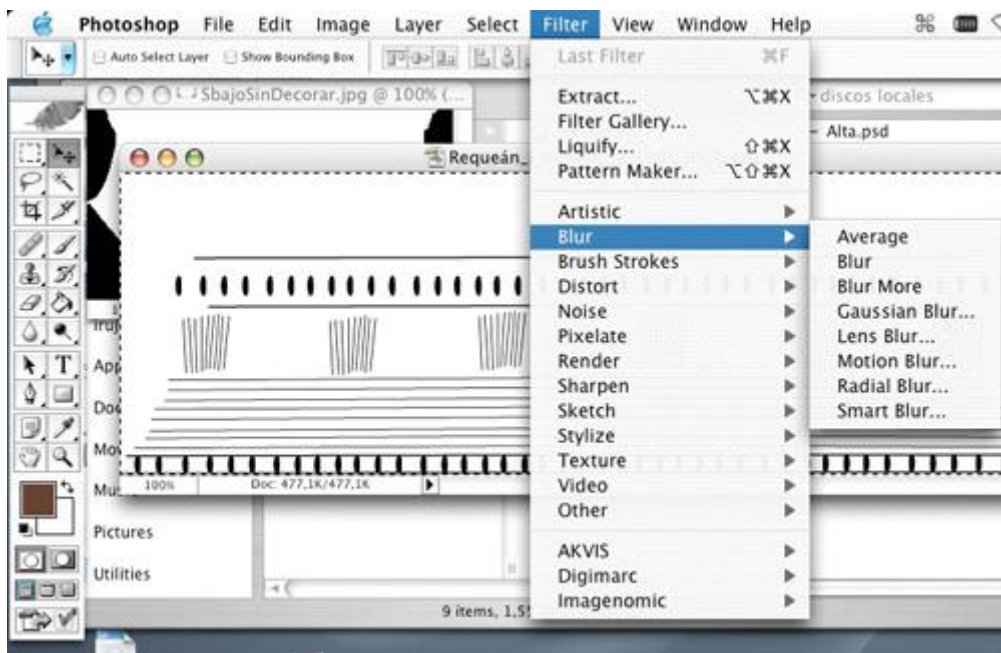 Photoshop File Edit Image Layer Select Filter View Window Help
Auto Select Layer Show Bounding Box
SbajoSinDecorar.jpg @ 100% (...
Requeán_
discos locales
Alta.psd
Last Filter ⌘F
Extract... ⌥⌘X
Filter Gallery...
Liquify... ⇧⌘X
Pattern Maker... ⌥⇧⌘X
Artistic
Blur
Brush Strokes
Distort
Noise
Pixelate
Render
Sharpen
Sketch
Stylize
Texture
Video
Other
AKVIS
Digimarc
Imagenomic
Average
Blur
Blur More
Gaussian Blur...
Lens Blur...
Motion Blur...
Radial Blur...
Smart Blur...
100% Doc: 477,1K/477,1K
Pictures
Utilities
9 items, 1,5